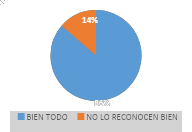 14%
BIEN TODO NO LO RECONOCEN BIEN